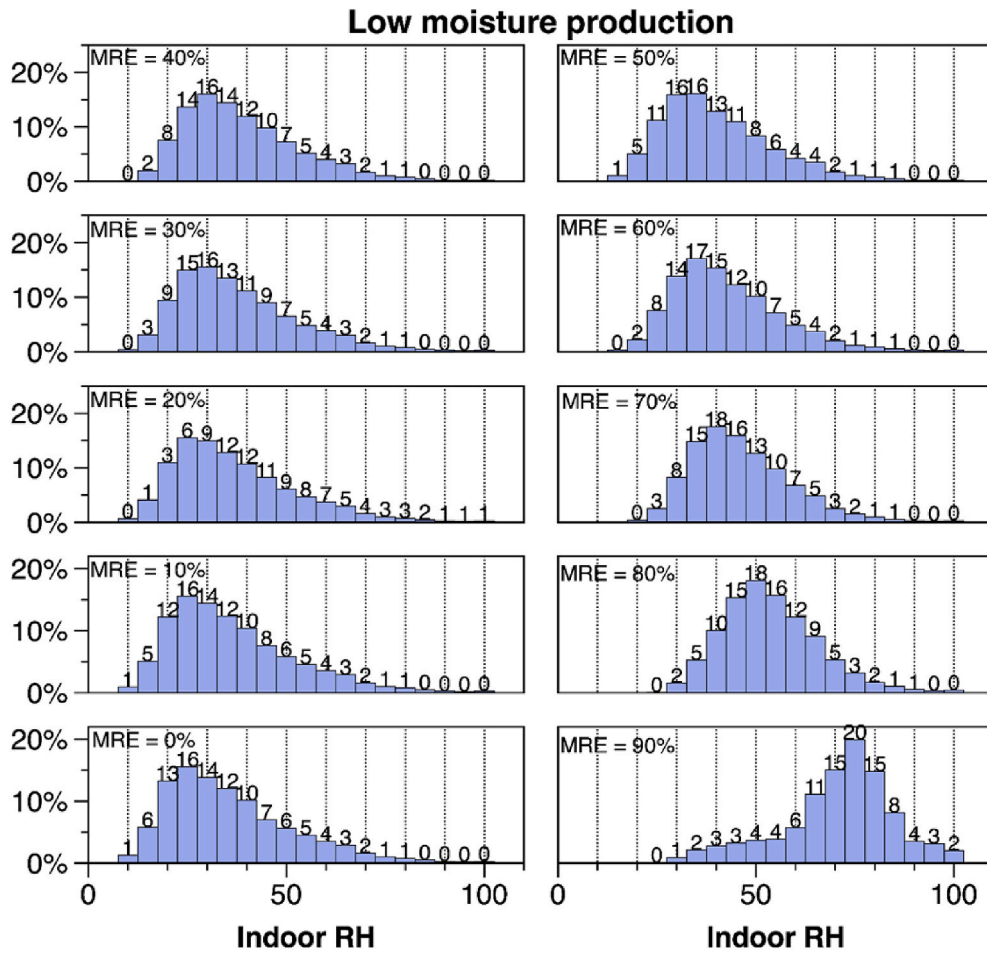 Low moisture production
MRE = 40%
20%
10%
0%
0 2 8 14 16 14 12 10 7 5 4 3 2 1 1 0 0 0 0
MRE = 50%
1 5 11 16 16 13 11 8 6 4 4 2 1 1 1 0 0 0
MRE = 30%
20%
10%
0%
0 3 9 15 16 13 11 9 7 5 4 3 2 1 1 0 0 0 0
MRE = 60%
0 2 8 14 17 15 12 10 7 5 4 2 1 1 1 0 0 0
MRE = 20%
20%
10%
0%
0 1 3 6 9 12 12 11 9 8 7 5 4 3 3 2 1 1 1
MRE = 70%
0 3 8 15 18 16 13 10 7 5 3 2 1 1 0 0 0
MRE = 10%
20%
10%
0%
1 5 12 16 14 12 10 8 6 5 4 3 2 1 1 0 0 0 0
MRE = 80%
0 2 5 10 15 18 16 12 9 5 3 2 1 1 0 0
MRE = 0%
20%
10%
0%
1 6 13 16 14 12 10 7 6 5 4 3 2 1 1 0 0 0 0
MRE = 90%
0 1 2 3 3 4 4 6 11 15 20 15 8 4 3 2
0 50 100
0 50 100
Indoor RH
Indoor RH